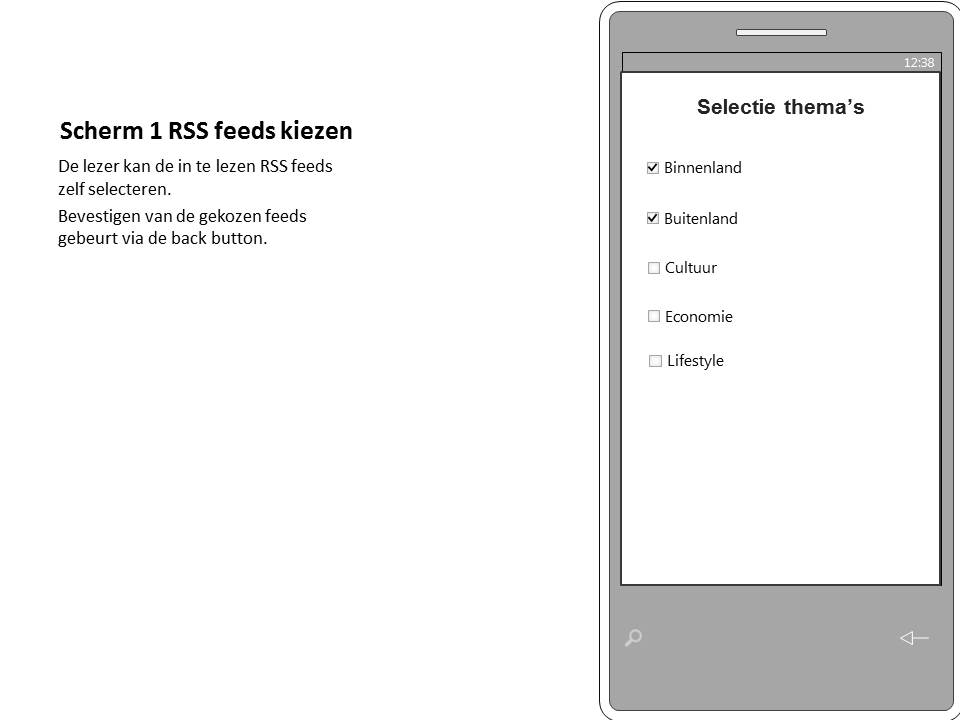 Scherm 1 RSS feeds kiezen
De lezer kan de in te lezen RSS feeds
zelf selecteren.
Bevestigen van de gekozen feeds
gebeurt via de back button.
12:38
Selectie thema’s
Binnenland
Buitenland
Cultuur
Economie
Lifestyle